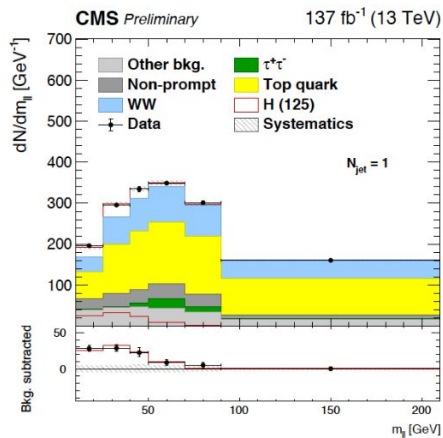 CMS Preliminary 137 fb⁻¹ (13 TeV)
dN/dm_ll [GeV⁻¹]
700
600
500
400
300
200
100
Other bkg. τ⁺τ⁻
Non-prompt Top quark
WW H (125)
Data Systematics
N_jet = 1
Bkg. subtracted
50
0
50 100 150 200
m_ll [GeV]